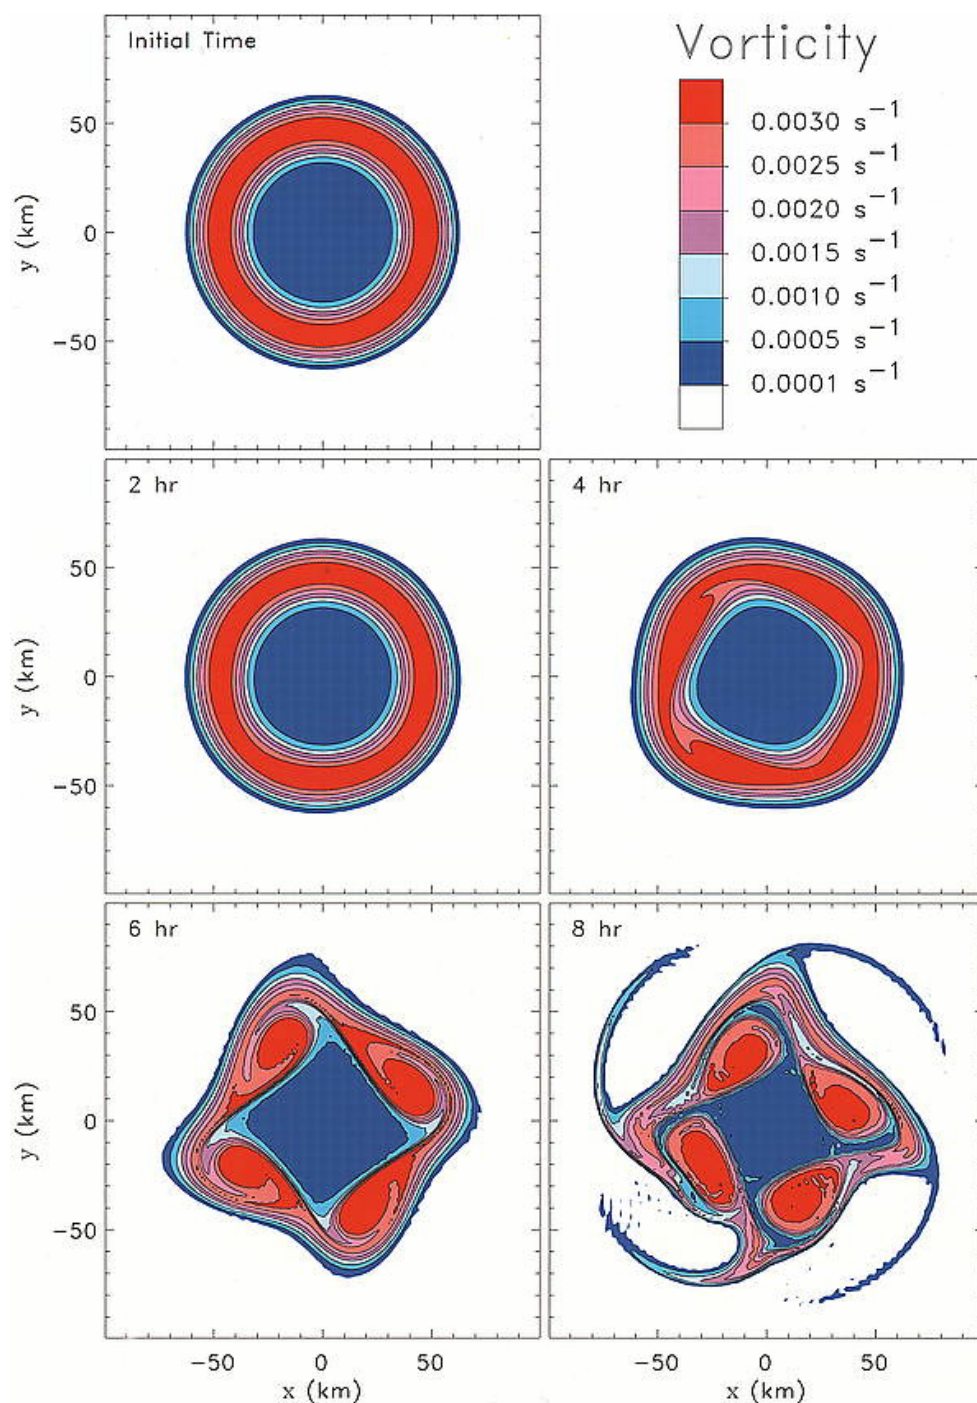 Initial Time
Vorticity
0.0030 s⁻¹
0.0025 s⁻¹
0.0020 s⁻¹
0.0015 s⁻¹
0.0010 s⁻¹
0.0005 s⁻¹
0.0001 s⁻¹
50
0
−50
y (km)
2 hr
4 hr
50
0
−50
y (km)
6 hr
8 hr
50
0
−50
y (km)
−50 0 50
−50 0 50
x (km)
x (km)